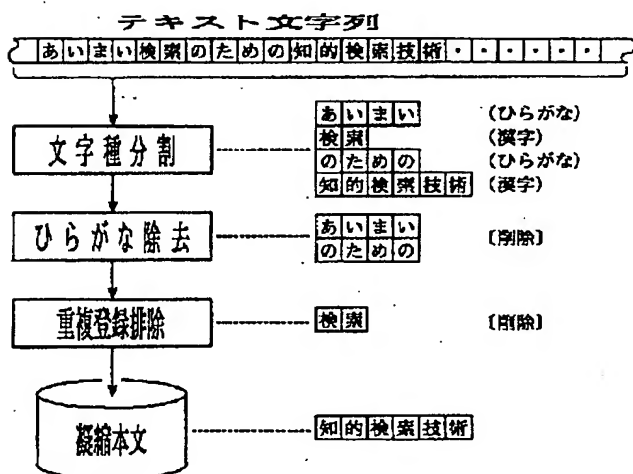 テキスト文字列
あいまい検索のための知的検索技術・・・・・・
文字種分割
あいまい (ひらがな)
検索 (漢字)
のための (ひらがな)
知的検索技術 (漢字)
ひらがな除去
あいまい 〔削除〕
のための
重複登録排除
検索 〔削除〕
凝縮本文
知的検索技術